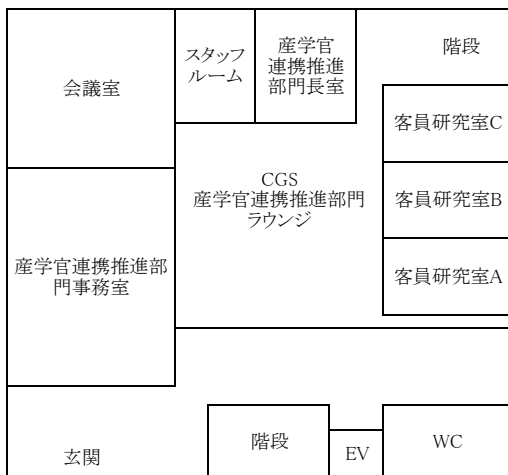 会議室
スタッフ
ルーム
産学官
連携推進
部門長室
階段
客員研究室C
CGS
産学官連携推進部門
ラウンジ
客員研究室B
産学官連携推進部
門事務室
客員研究室A
玄関
階段
EV
WC